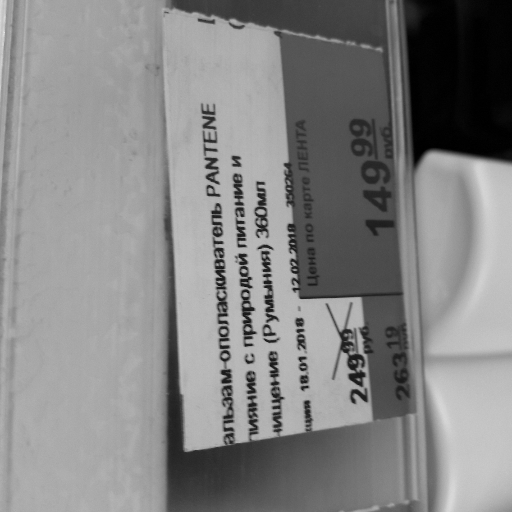 альзам-ополаскиватель PANTENE
лияние с природой питание и
чищение (Румыния) 360мл
ция 18.01.2018 - 12.02.2018 350264
Цена по карте ЛЕНТА
149 99 руб.
249 99 руб.
263 19 руб.